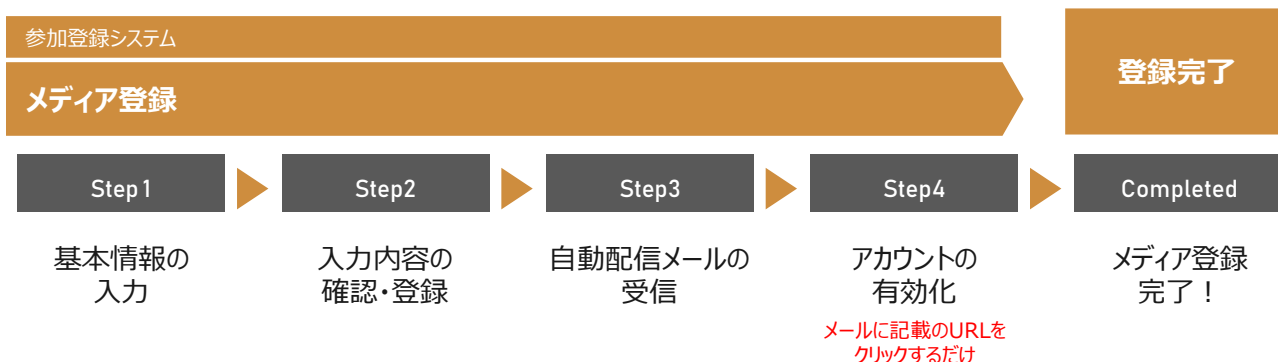 参加登録システム
メディア登録
登録完了
Step1
Step2
Step3
Step4
Completed
基本情報の
入力
入力内容の
確認・登録
自動配信メールの
受信
アカウントの
有効化
メールに記載のURLを
クリックするだけ
メディア登録
完了！